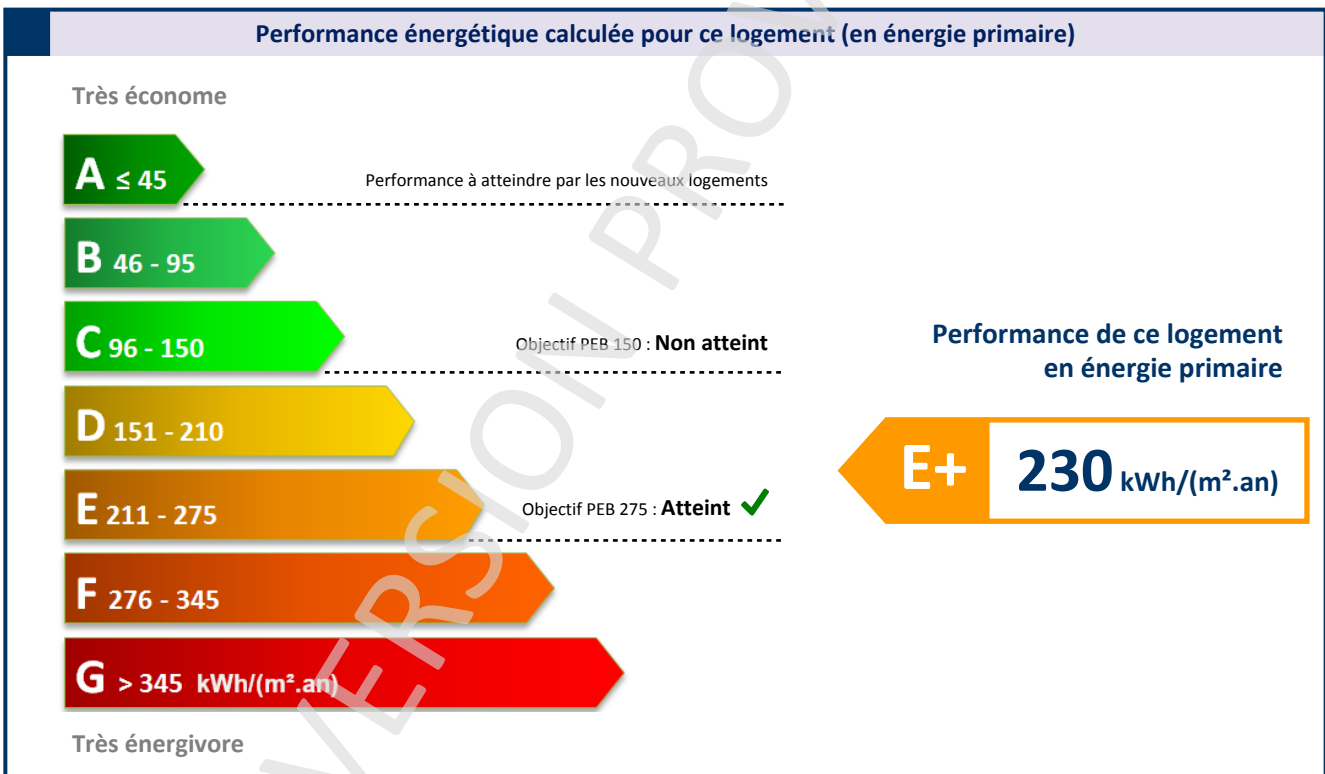 Performance énergétique calculée pour ce logement (en énergie primaire)
Très économe
A ≤ 45
Performance à atteindre par les nouveaux logements
B 46 - 95
C 96 - 150
Objectif PEB 150 : Non atteint
D 151 - 210
E 211 - 275
Objectif PEB 275 : Atteint ✓
F 276 - 345
G > 345 kWh/(m².an)
Très énergivore
Performance de ce logement
en énergie primaire
E+ 230 kWh/(m².an)
VERSION PROV